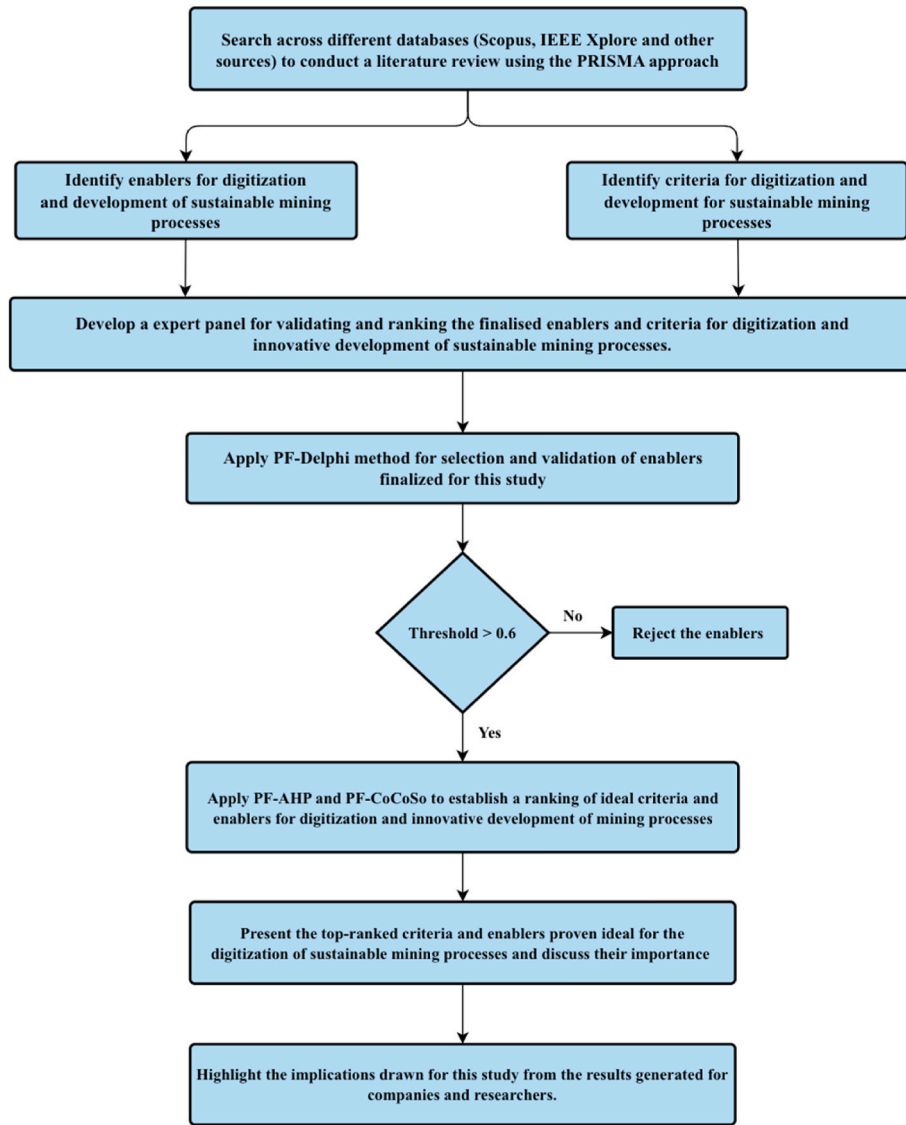 Search across different databases (Scopus, IEEE Xplore and other
sources) to conduct a literature review using the PRISMA approach
Identify enablers for digitization
and development of sustainable mining
processes
Identify criteria for digitization and
development for sustainable mining
processes
Develop a expert panel for validating and ranking the finalised enablers and criteria for digitization and
innovative development of sustainable mining processes.
Apply PF-Delphi method for selection and validation of enablers
finalized for this study
Threshold > 0.6
No
Reject the enablers
Yes
Apply PF-AHP and PF-CoCoSo to establish a ranking of ideal criteria and
enablers for digitization and innovative development of mining processes
Present the top-ranked criteria and enablers proven ideal for the
digitization of sustainable mining processes and discuss their importance
Highlight the implications drawn for this study from the results generated for
companies and researchers.